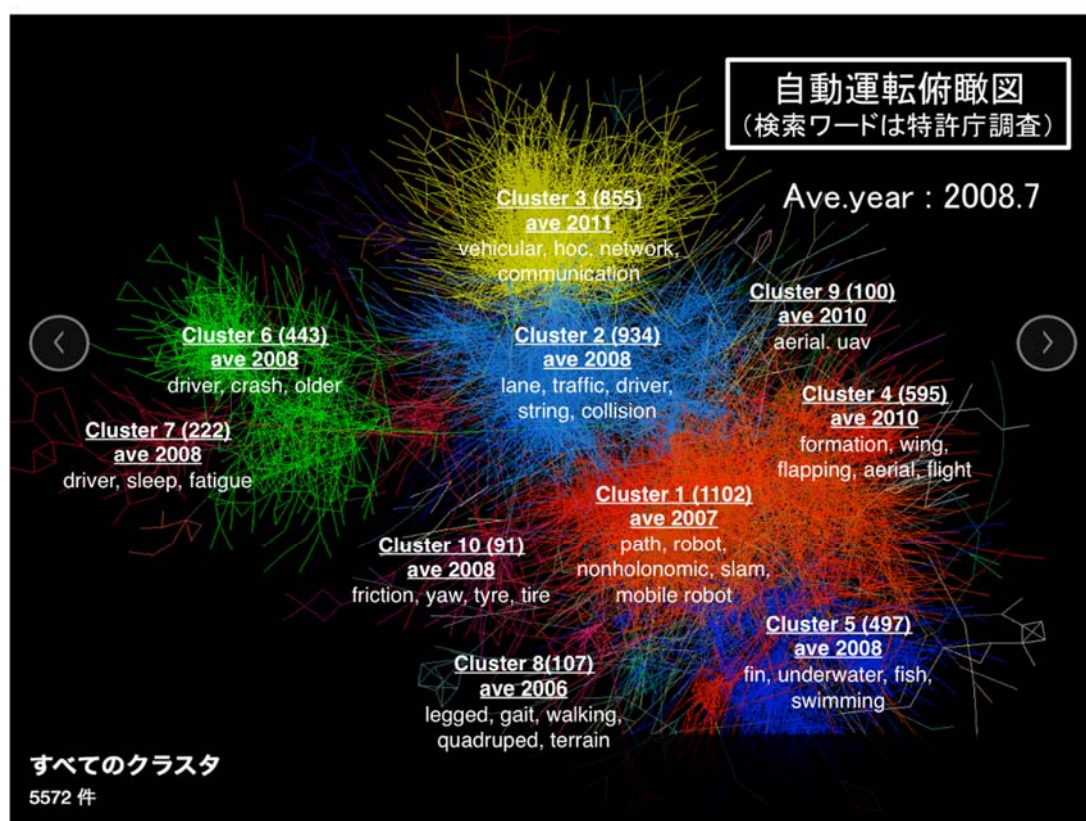 自動運転俯瞰図
（検索ワードは特許庁調査）
Ave.year：2008.7
Cluster 3 (855)
ave 2011
vehicular, hoc, network,
communication
Cluster 9 (100)
ave 2010
aerial. uav
Cluster 6 (443)
ave 2008
driver, crash, older
Cluster 2 (934)
ave 2008
lane, traffic, driver,
string, collision
Cluster 4 (595)
ave 2010
formation, wing,
flapping, aerial, flight
Cluster 7 (222)
ave 2008
driver, sleep, fatigue
Cluster 1 (1102)
ave 2007
path, robot,
nonholonomic, slam,
mobile robot
Cluster 10 (91)
ave 2008
friction, yaw, tyre, tire
Cluster 5 (497)
ave 2008
fin, underwater, fish,
swimming
Cluster 8(107)
ave 2006
legged, gait, walking,
quadruped, terrain
すべてのクラスタ
5572 件